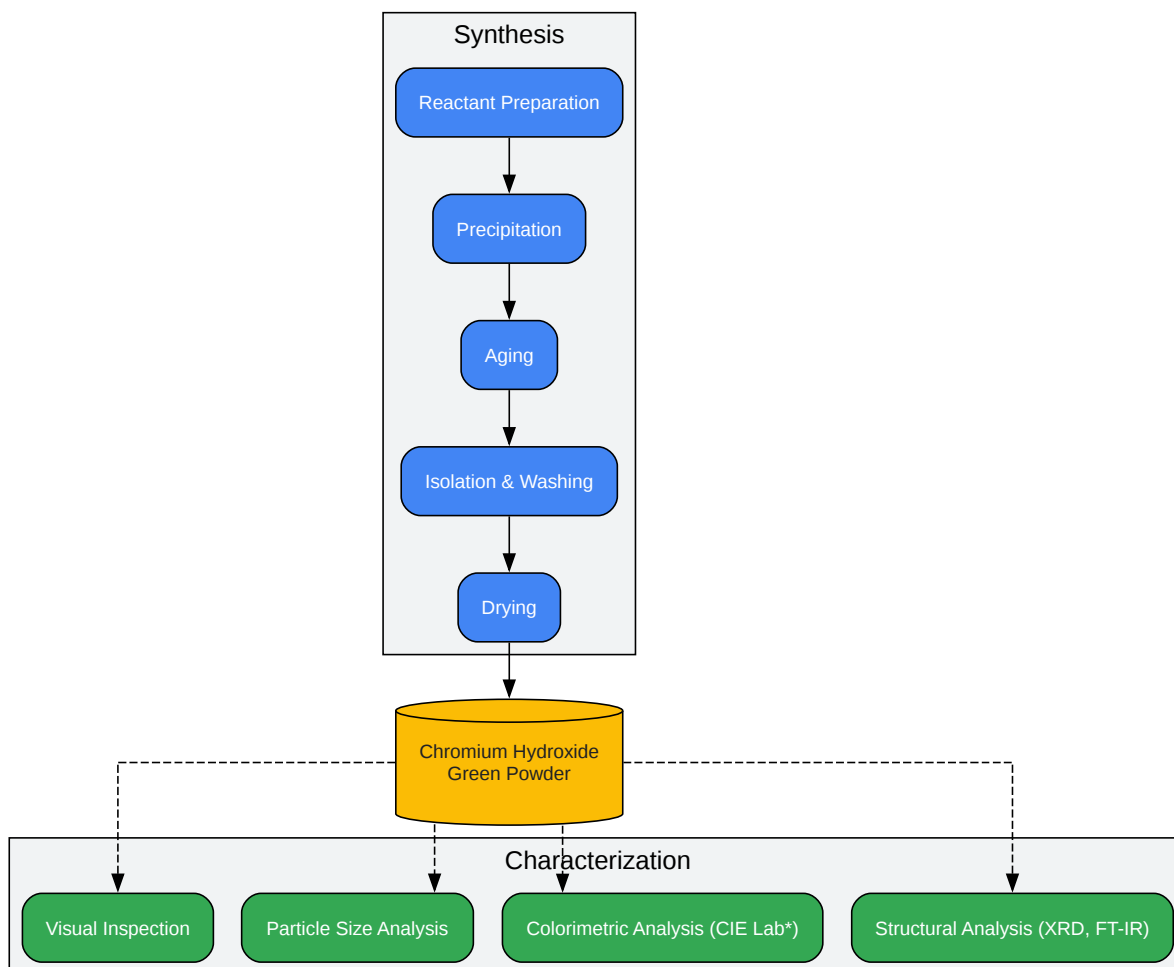 Synthesis
Reactant Preparation
Precipitation
Aging
Isolation & Washing
Drying
Chromium Hydroxide
Green Powder
Characterization
Visual Inspection
Particle Size Analysis
Colorimetric Analysis (CIE Lab*)
Structural Analysis (XRD, FT-IR)